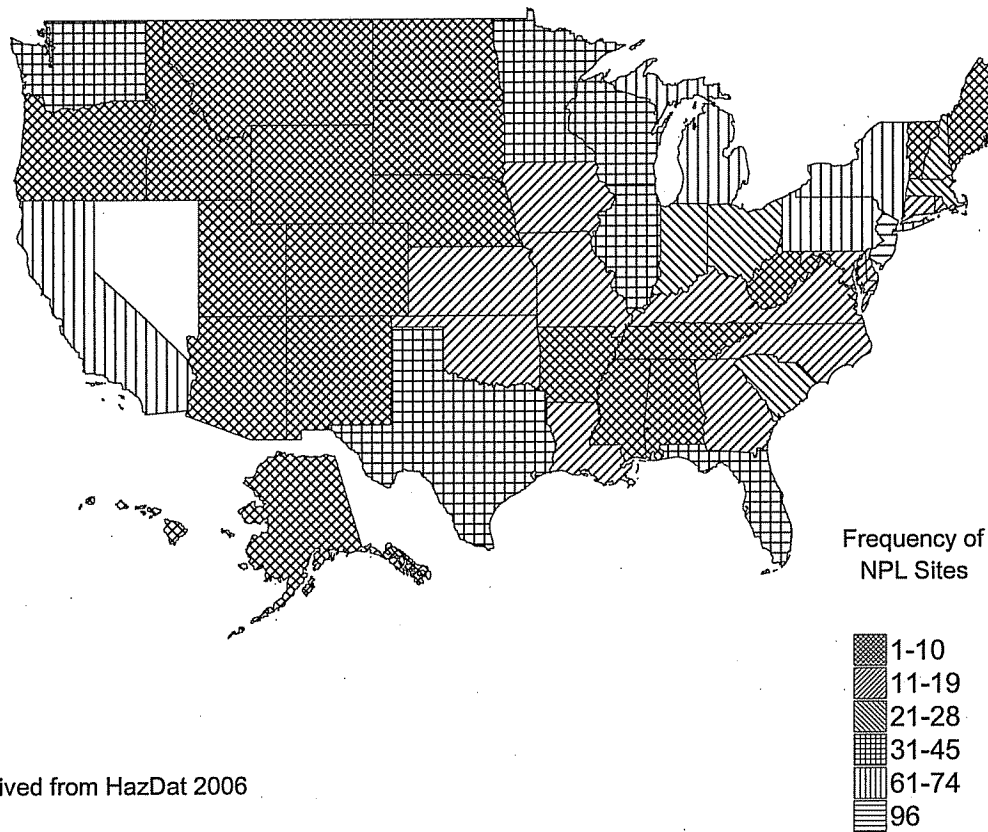 Frequency of
NPL Sites
1-10
11-19
21-28
31-45
61-74
96
ived from HazDat 2006